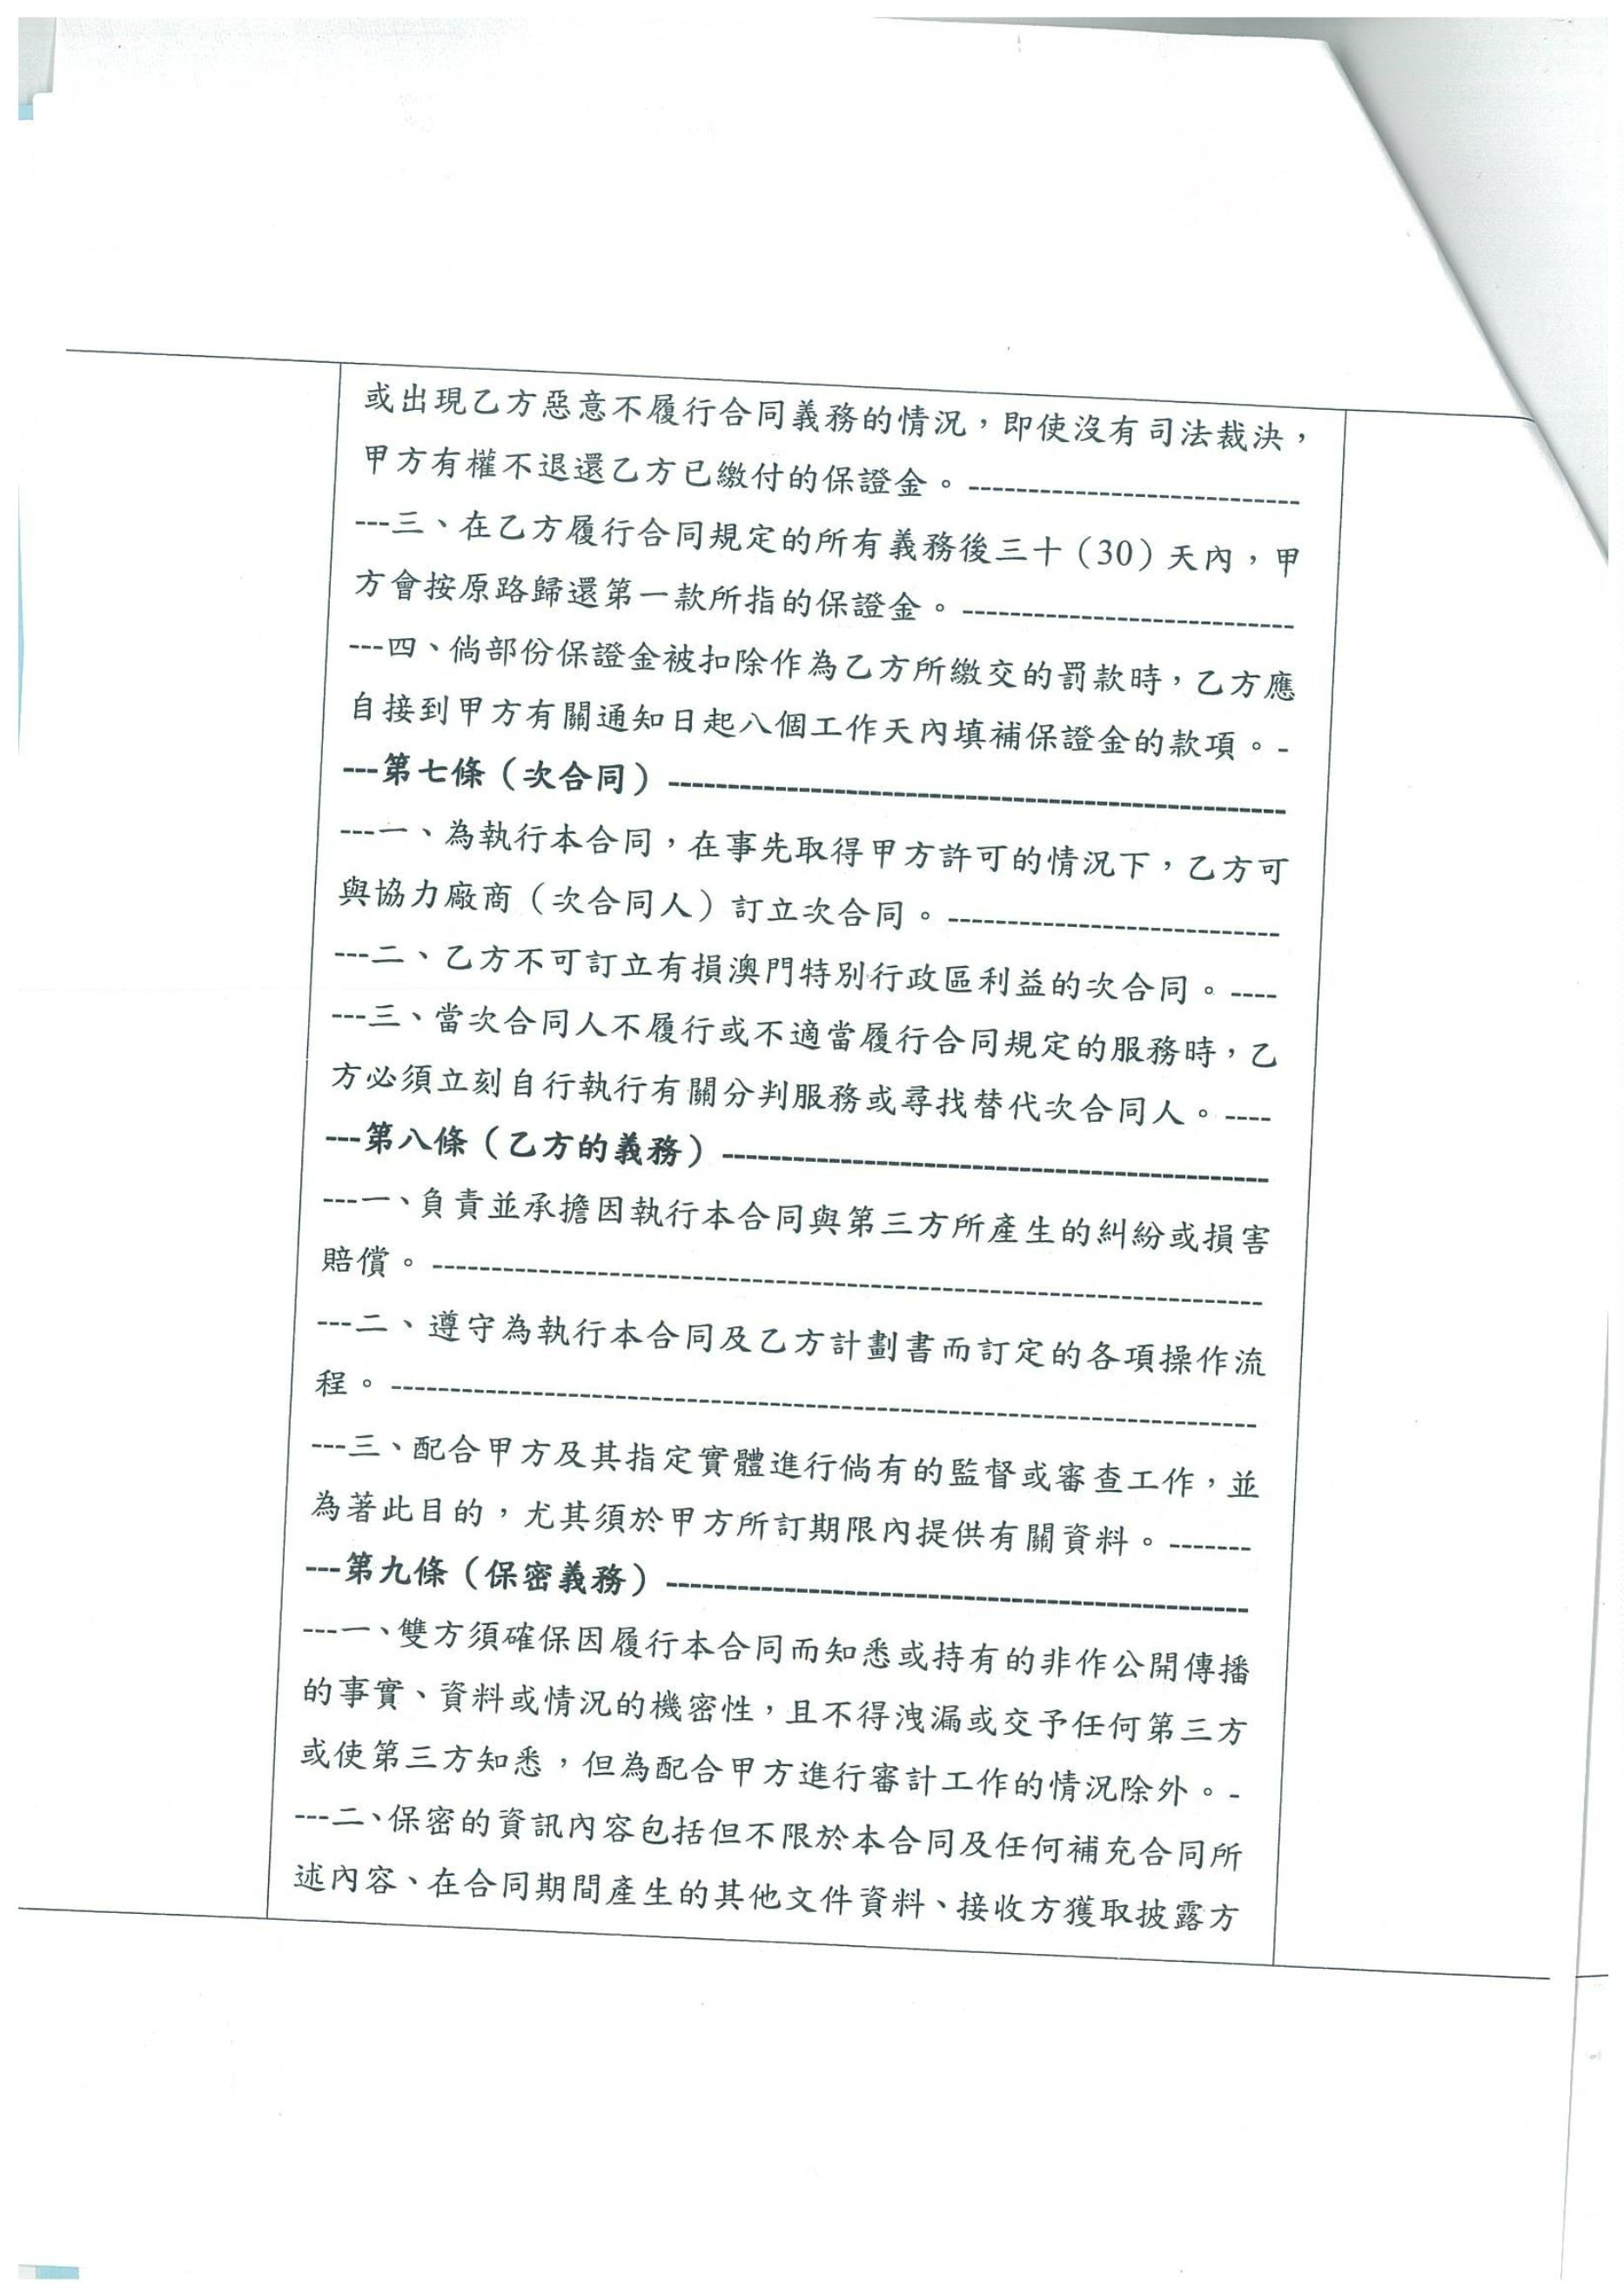 或出現乙方惡意不履行合同義務的情況，即使沒有司法裁決，
甲方有權不退還乙方已繳付的保證金。---------------------------
---三、在乙方履行合同規定的所有義務後三十（30）天內，甲
方會按原路歸還第一款所指的保證金。---------------------------
---四、倘部份保證金被扣除作為乙方所繳交的罰款時，乙方應
自接到甲方有關通知日起八個工作天內填補保證金的款項。-
---第七條（次合同）---------------------------------------------------
---一、為執行本合同，在事先取得甲方許可的情況下，乙方可
與協力廠商（次合同人）訂立次合同。---------------------------
---二、乙方不可訂立有損澳門特別行政區利益的次合同。----
---三、當次合同人不履行或不適當履行合同規定的服務時，乙
方必須立刻自行執行有關分判服務或尋找替代次合同人。----
---第八條（乙方的義務）---------------------------------------------
---一、負責並承擔因執行本合同與第三方所產生的糾紛或損害
賠償。---------------------------------------------------------------------
---二、遵守為執行本合同及乙方計劃書而訂定的各項操作流
程。------------------------------------------------------------------------
---三、配合甲方及其指定實體進行倘有的監督或審查工作，並
為著此目的，尤其須於甲方所訂期限內提供有關資料。-------
---第九條（保密義務）------------------------------------------------
---一、雙方須確保因履行本合同而知悉或持有的非作公開傳播
的事實、資料或情況的機密性，且不得洩漏或交予任何第三方
或使第三方知悉，但為配合甲方進行審計工作的情況除外。-
---二、保密的資訊內容包括但不限於本合同及任何補充合同所
述內容、在合同期間產生的其他文件資料、接收方獲取披露方